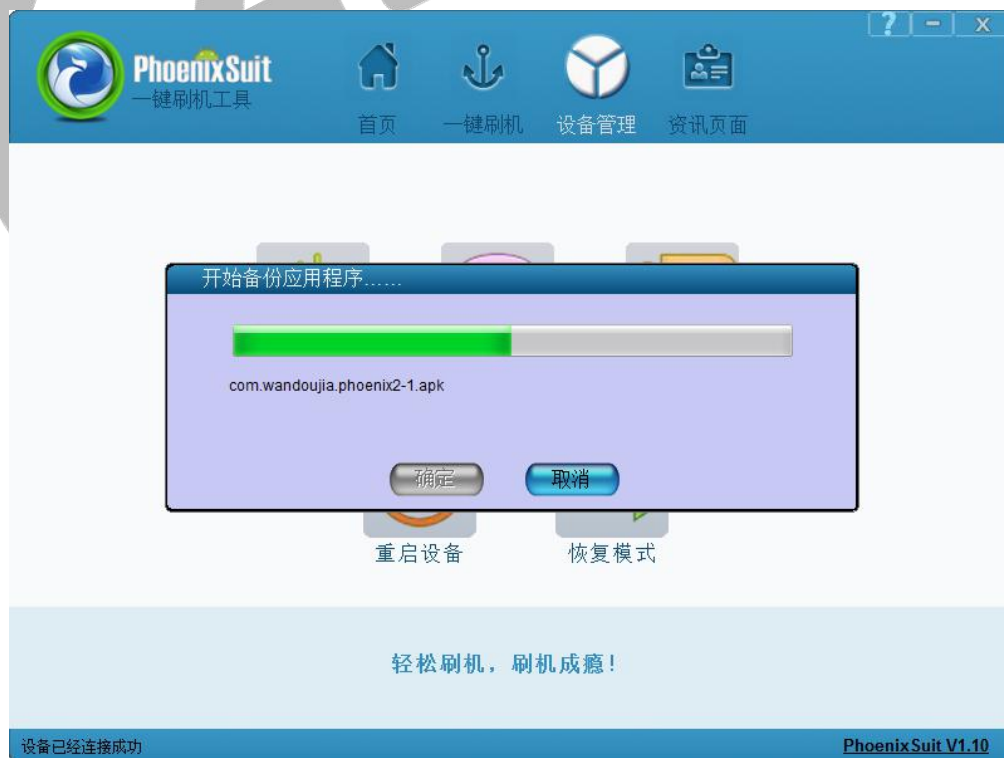 ? - x
PhoenixSuit
一键刷机工具
首页 一键刷机 设备管理 资讯页面
开始备份应用程序......
com.wandoujia.phoenix2-1.apk
确定 取消
重启设备 恢复模式
轻松刷机，刷机成瘾！
设备已经连接成功 PhoenixSuit V1.10